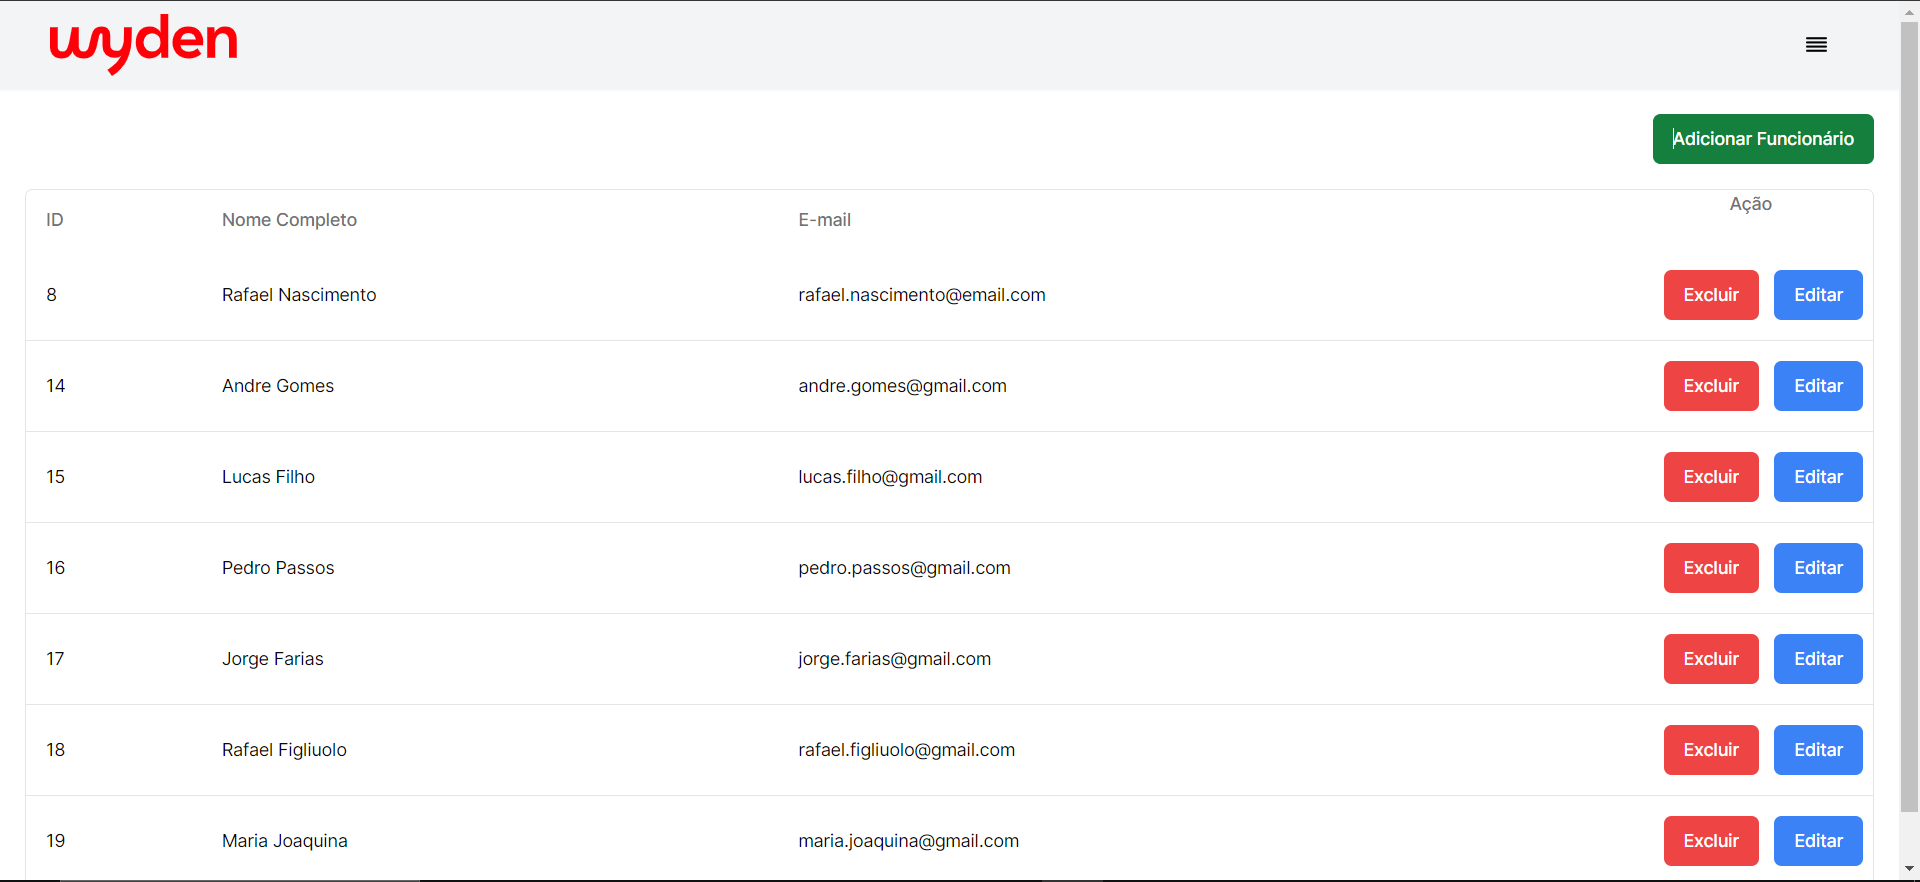 wyden
Adicionar Funcionário
ID Nome Completo E-mail Ação
8 Rafael Nascimento rafael.nascimento@email.com Excluir Editar
14 Andre Gomes andre.gomes@gmail.com Excluir Editar
15 Lucas Filho lucas.filho@gmail.com Excluir Editar
16 Pedro Passos pedro.passos@gmail.com Excluir Editar
17 Jorge Farias jorge.farias@gmail.com Excluir Editar
18 Rafael Figliuolo rafael.figliuolo@gmail.com Excluir Editar
19 Maria Joaquina maria.joaquina@gmail.com Excluir Editar